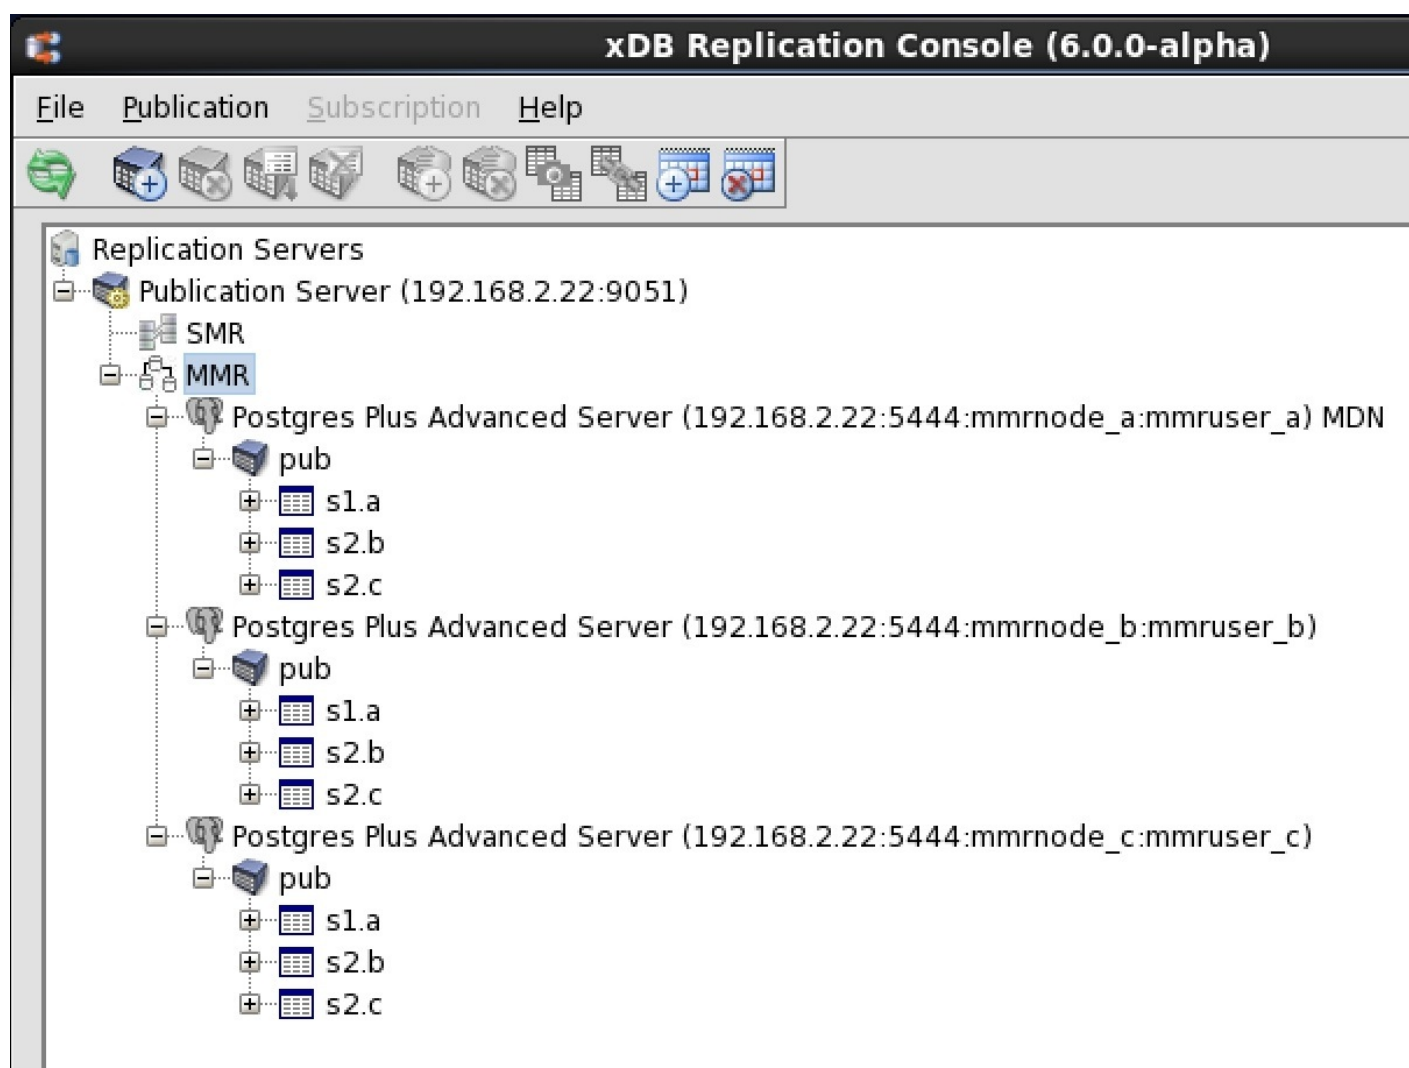 xDB Replication Console (6.0.0-alpha)
File Publication Subscription Help
Replication Servers
Publication Server (192.168.2.22:9051)
SMR
MMR
Postgres Plus Advanced Server (192.168.2.22:5444:mmrnode_a:mmruser_a) MDN
pub
s1.a
s2.b
s2.c
Postgres Plus Advanced Server (192.168.2.22:5444:mmrnode_b:mmruser_b)
pub
s1.a
s2.b
s2.c
Postgres Plus Advanced Server (192.168.2.22:5444:mmrnode_c:mmruser_c)
pub
s1.a
s2.b
s2.c